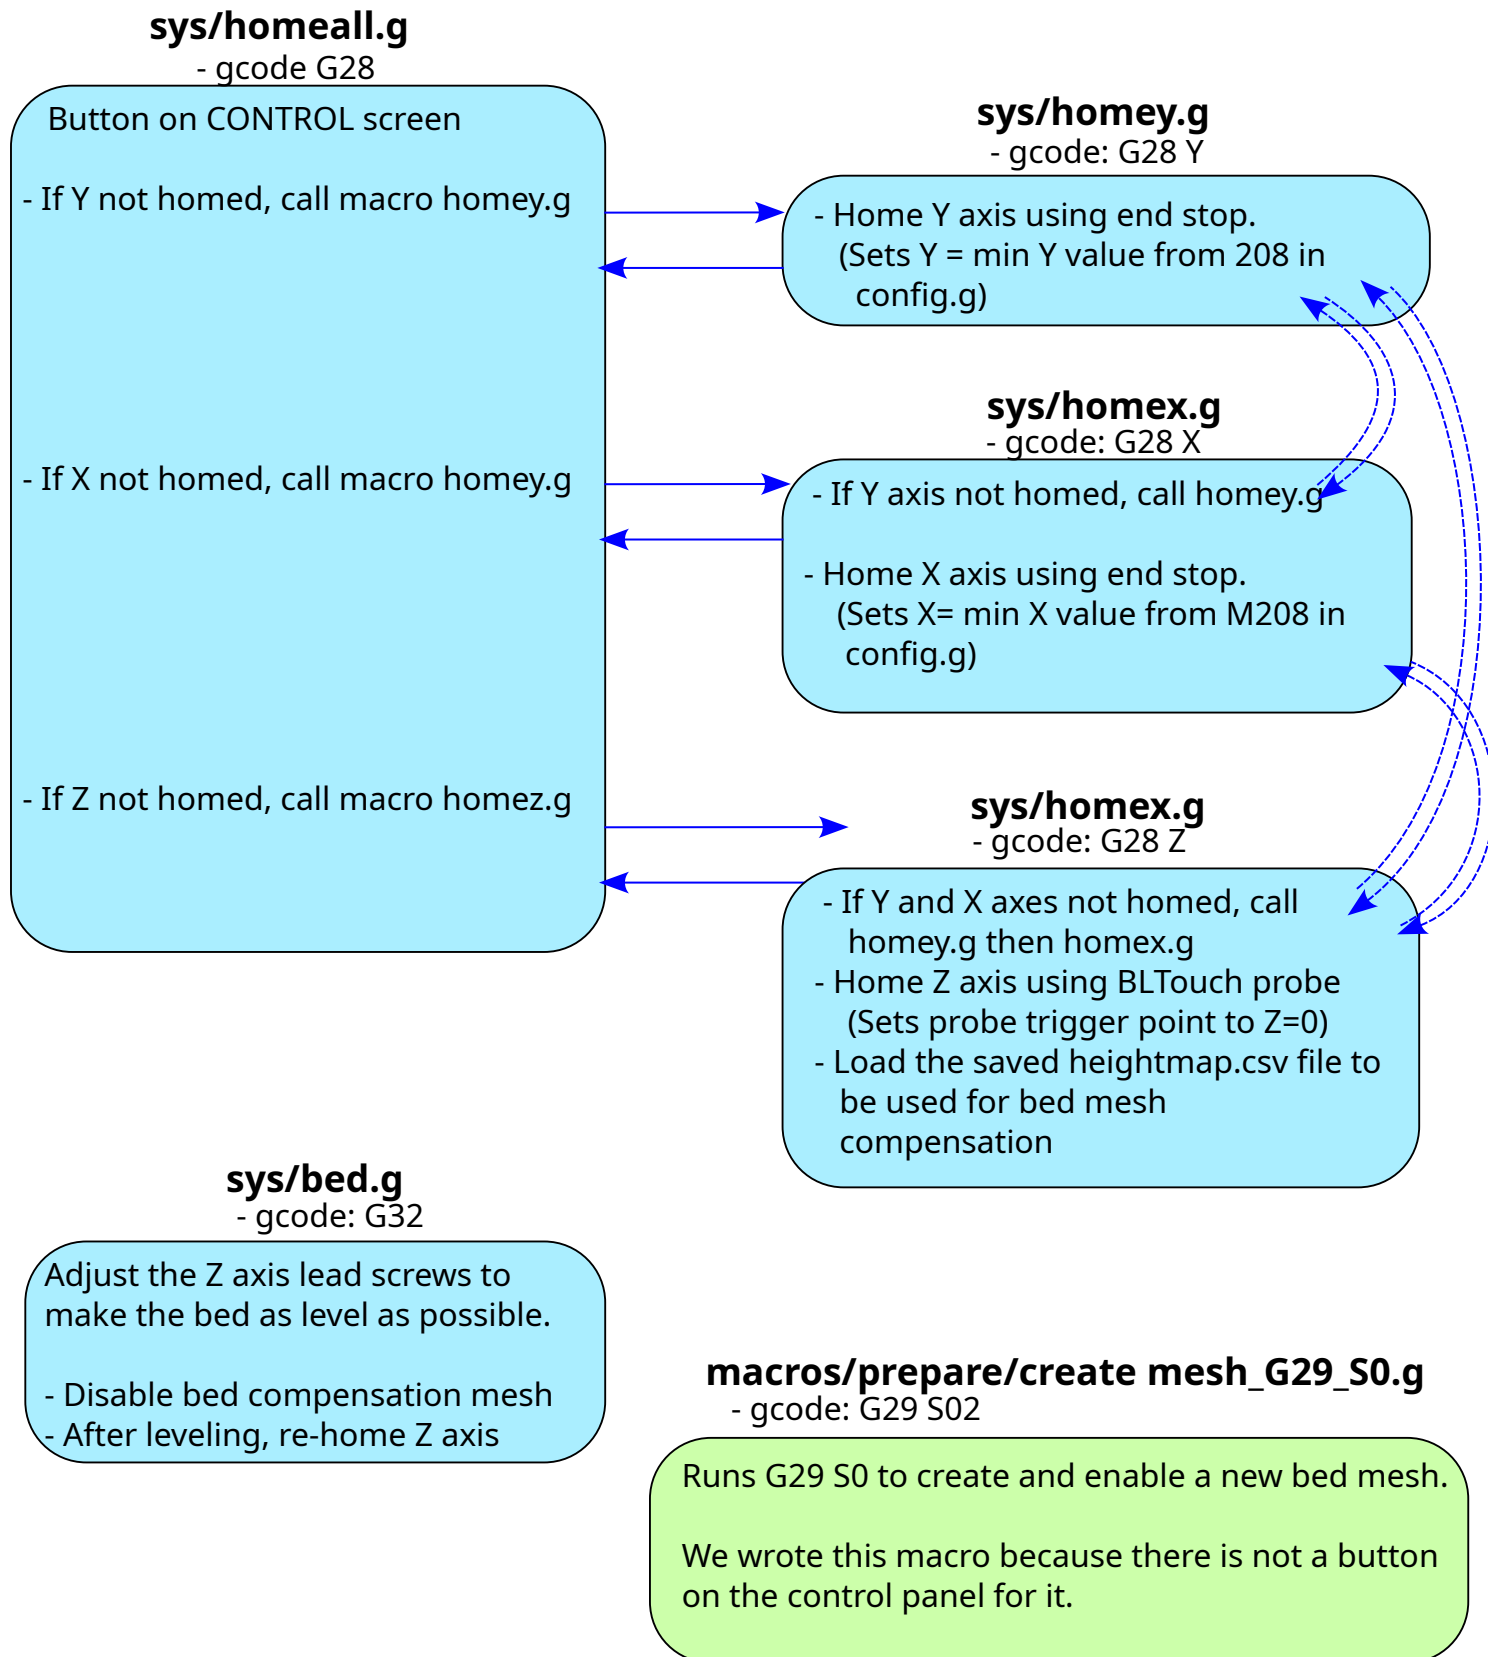 sys/homeall.g
- gcode G28
Button on CONTROL screen
- If Y not homed, call macro homey.g
- If X not homed, call macro homey.g
- If Z not homed, call macro homez.g
sys/homey.g
- gcode: G28 Y
- Home Y axis using end stop.
(Sets Y = min Y value from 208 in
config.g)
sys/homex.g
- gcode: G28 X
- If Y axis not homed, call homey.g
- Home X axis using end stop.
(Sets X= min X value from M208 in
config.g)
sys/homex.g
- gcode: G28 Z
- If Y and X axes not homed, call
homey.g then homex.g
- Home Z axis using BLTouch probe
(Sets probe trigger point to Z=0)
- Load the saved heightmap.csv file to
be used for bed mesh
compensation
sys/bed.g
- gcode: G32
Adjust the Z axis lead screws to
make the bed as level as possible.
- Disable bed compensation mesh
- After leveling, re-home Z axis
macros/prepare/create mesh_G29_S0.g
- gcode: G29 S02
Runs G29 S0 to create and enable a new bed mesh.
We wrote this macro because there is not a button
on the control panel for it.